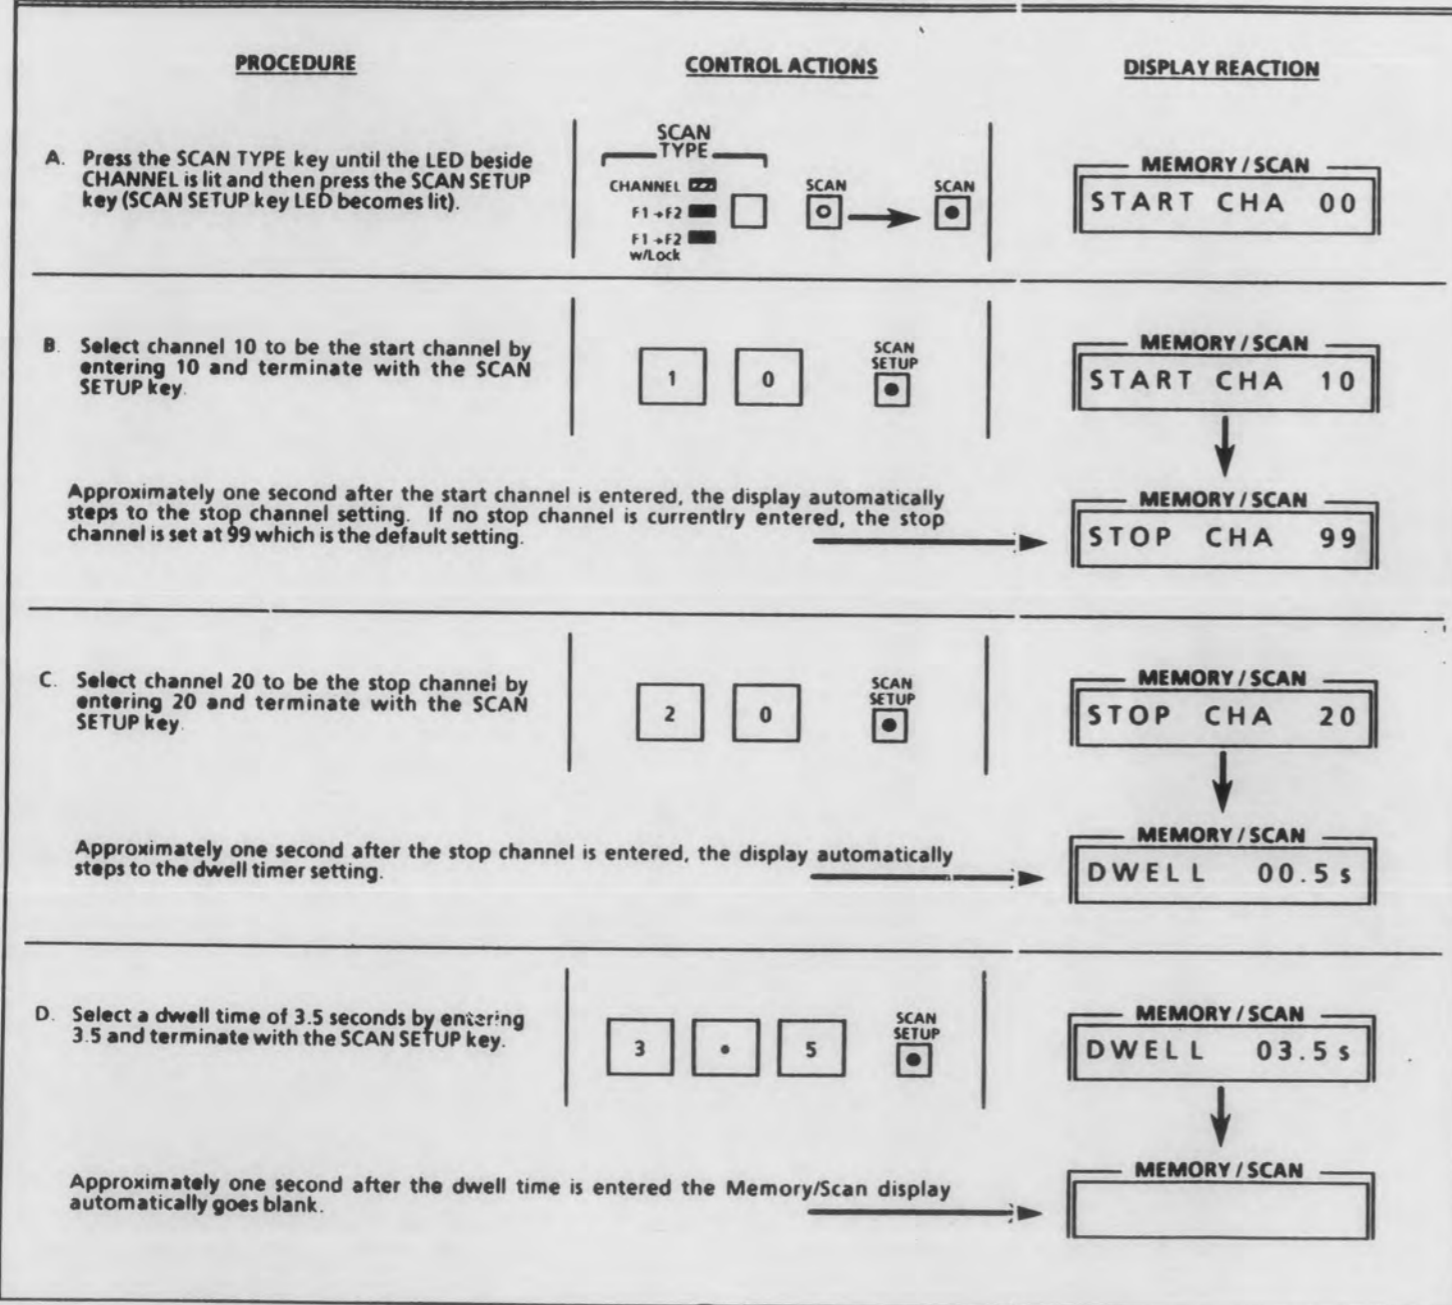 PROCEDURE
CONTROL ACTIONS
DISPLAY REACTION
A. Press the SCAN TYPE key until the LED beside
CHANNEL is lit and then press the SCAN SETUP
key (SCAN SETUP key LED becomes lit).
SCAN
TYPE
CHANNEL
F1→F2
F1→F2
w/Lock
SCAN
SCAN
MEMORY / SCAN
START CHA 00
B. Select channel 10 to be the start channel by
entering 10 and terminate with the SCAN
SETUP key.
1 0
SCAN
SETUP
MEMORY / SCAN
START CHA 10
Approximately one second after the start channel is entered, the display automatically
steps to the stop channel setting. If no stop channel is currentlry entered, the stop
channel is set at 99 which is the default setting.
MEMORY / SCAN
STOP CHA 99
C. Select channel 20 to be the stop channel by
entering 20 and terminate with the SCAN
SETUP key.
2 0
SCAN
SETUP
MEMORY / SCAN
STOP CHA 20
Approximately one second after the stop channel is entered, the display automatically
steps to the dwell timer setting.
MEMORY / SCAN
DWELL 00.5 s
D. Select a dwell time of 3.5 seconds by entering
3.5 and terminate with the SCAN SETUP key.
3 • 5
SCAN
SETUP
MEMORY / SCAN
DWELL 03.5 s
Approximately one second after the dwell time is entered the Memory/Scan display
automatically goes blank.
MEMORY / SCAN